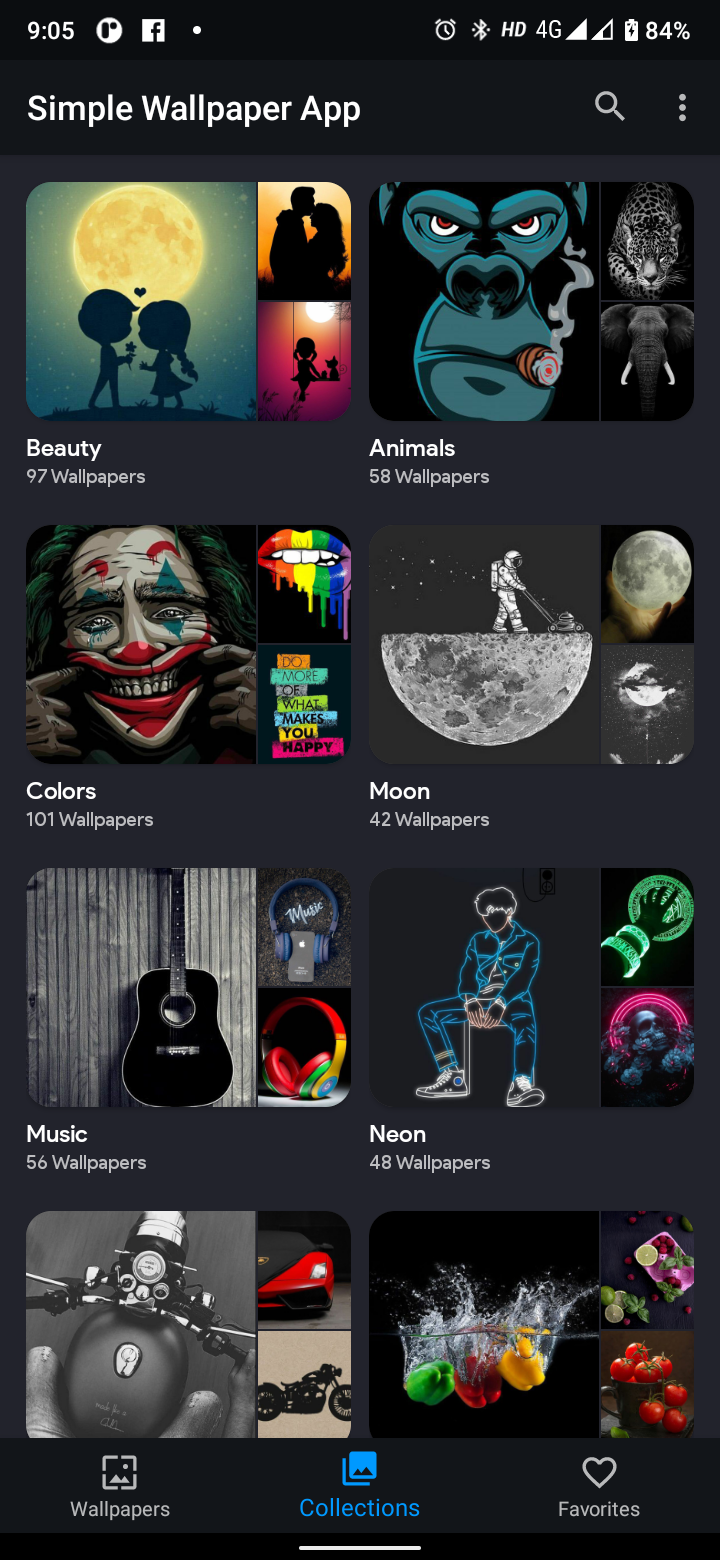 9:05 HD 4G 84%
Simple Wallpaper App
Beauty
97 Wallpapers
Animals
58 Wallpapers
DO
MORE
OF
WHAT
MAKES
YOU
HAPPY
Colors
101 Wallpapers
Moon
42 Wallpapers
Music
Music
56 Wallpapers
Neon
48 Wallpapers
Wallpapers
Collections
Favorites